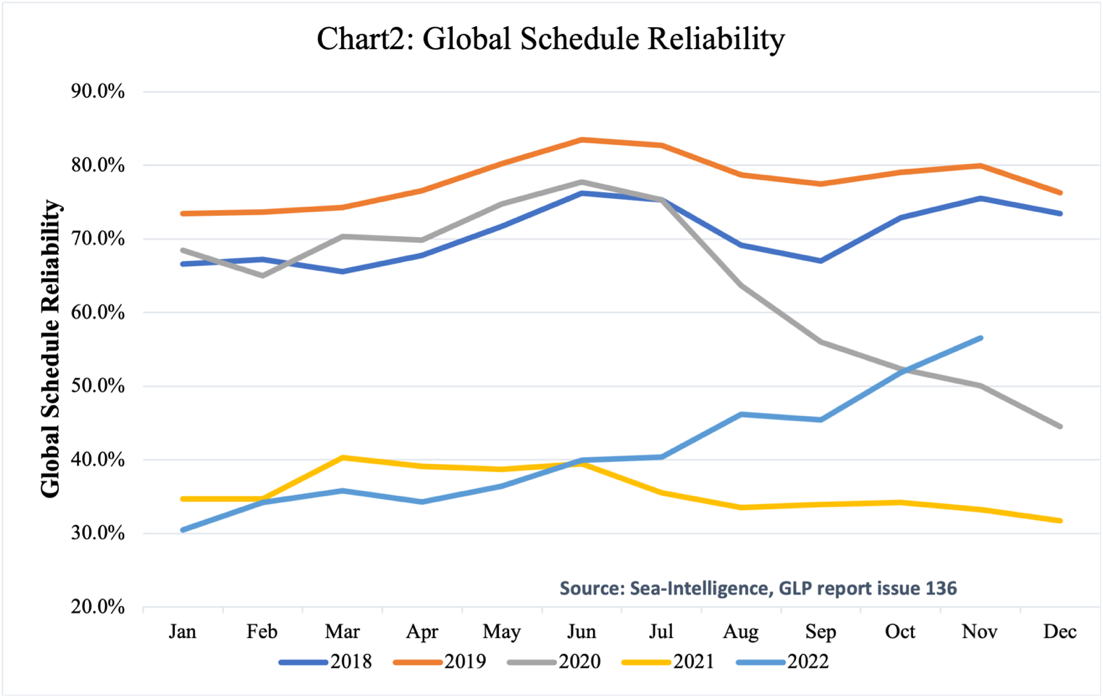 Chart2: Global Schedule Reliability
Global Schedule Reliability
90.0%
80.0%
70.0%
60.0%
50.0%
40.0%
30.0%
20.0%
Source: Sea-Intelligence, GLP report issue 136
Jan Feb Mar Apr May Jun Jul Aug Sep Oct Nov Dec
2018 2019 2020 2021 2022